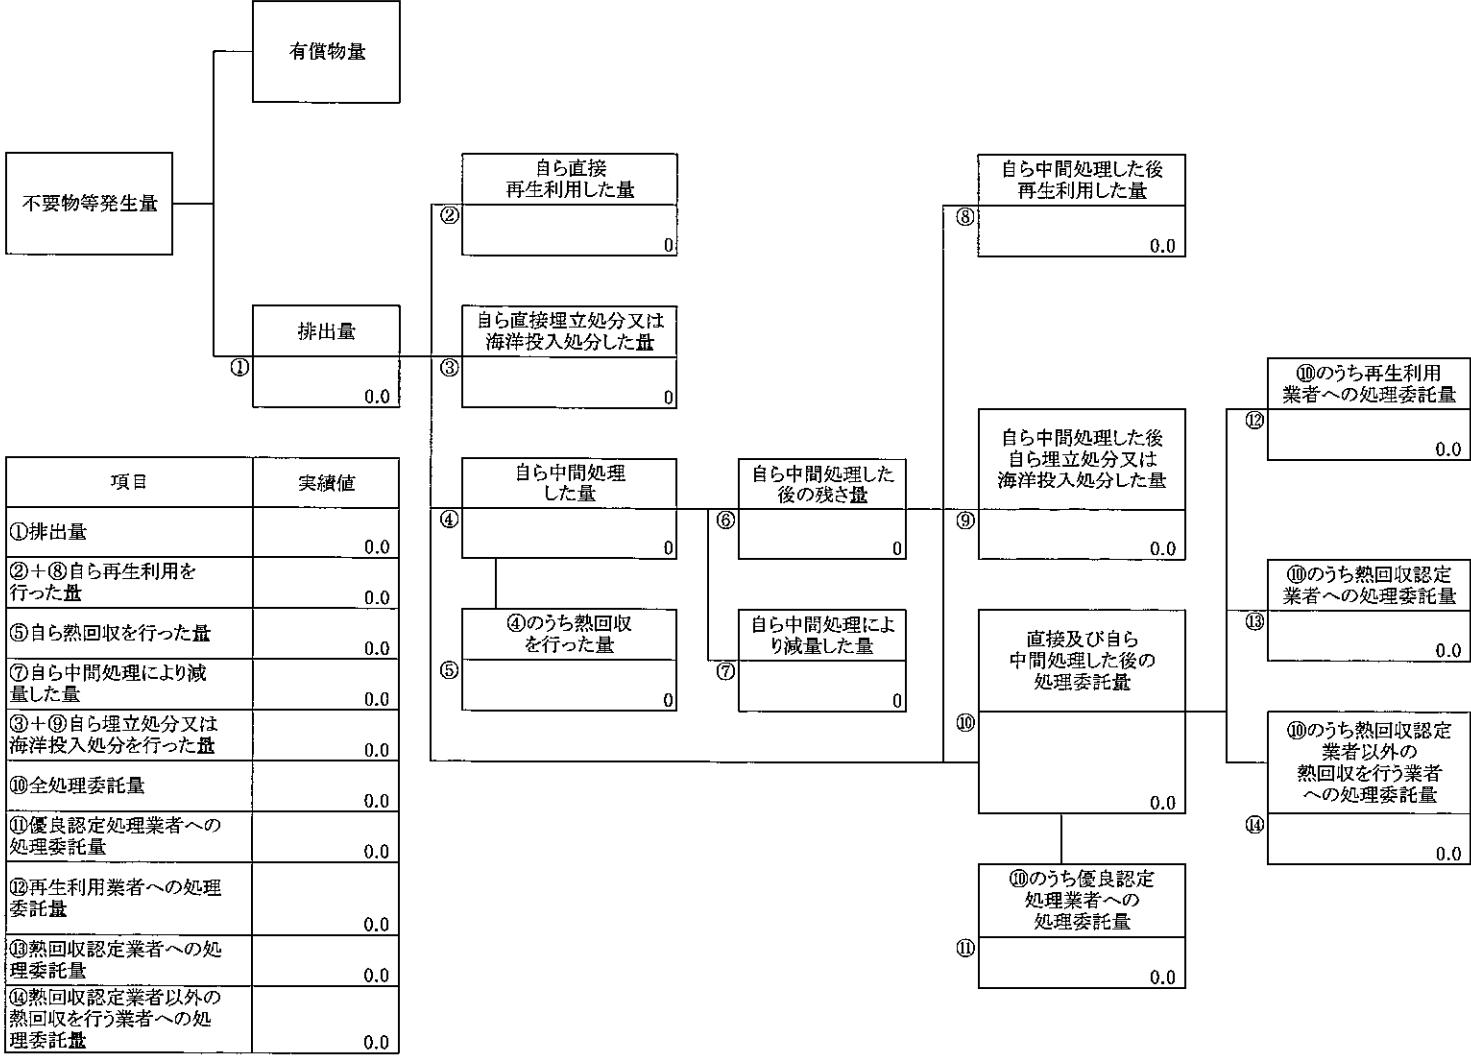 有償物量
不要物等発生量
排出量
①
0.0
自ら直接
再生利用した量
②
0
自ら直接埋立処分又は
海洋投入処分した量
③
0
自ら中間処理
した量
④
0
④のうち熱回収
を行った量
⑤
0
自ら中間処理した
後の残さ量
⑥
0
自ら中間処理によ
り減量した量
⑦
0
自ら中間処理した後
再生利用した量
⑧
0.0
自ら中間処理した後
自ら埋立処分又は
海洋投入処分した量
⑨
0.0
直接及び自ら
中間処理した後の
処理委託量
⑩
0.0
⑩のうち優良認定
処理業者への
処理委託量
⑪
0.0
⑩のうち再生利用
業者への処理委託量
⑫
0.0
⑩のうち熱回収認定
業者への処理委託量
⑬
0.0
⑩のうち熱回収認定
業者以外の
熱回収を行う業者
への処理委託量
⑭
0.0
項目 実績値
①排出量
0.0
②+⑧自ら再生利用を
行った量
0.0
⑤自ら熱回収を行った量
0.0
⑦自ら中間処理により減
量した量
0.0
③+⑨自ら埋立処分又は
海洋投入処分を行った量
0.0
⑩全処理委託量
0.0
⑪優良認定処理業者への
処理委託量
0.0
⑫再生利用業者への処理
委託量
0.0
⑬熱回収認定業者への処
理委託量
0.0
⑭熱回収認定業者以外の
熱回収を行う業者への処
理委託量
0.0